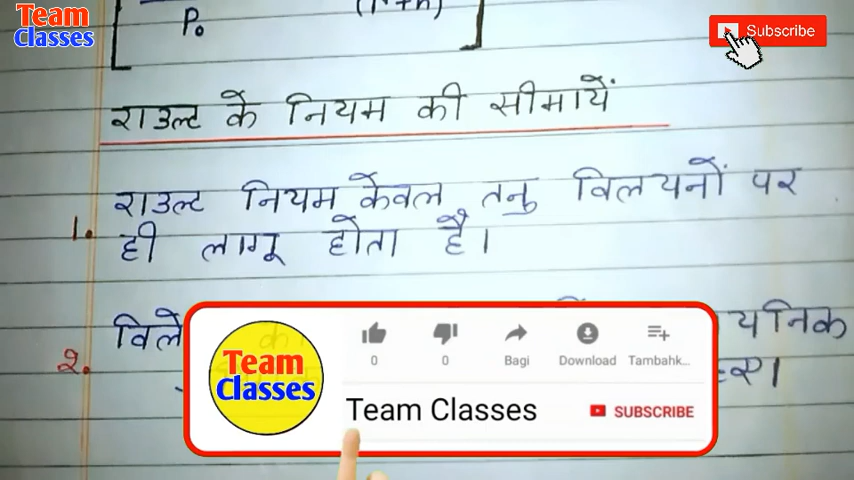 Team
Classes
P₀
Subscribe
राउल्ट के नियम की सीमायें
1. राउल्ट नियम केवल तनु विलयनों पर
ही लागू होता है।
2. विले यनिक
Team
Classes
0 0 Bagi Download Tambahk...
Team Classes SUBSCRIBE